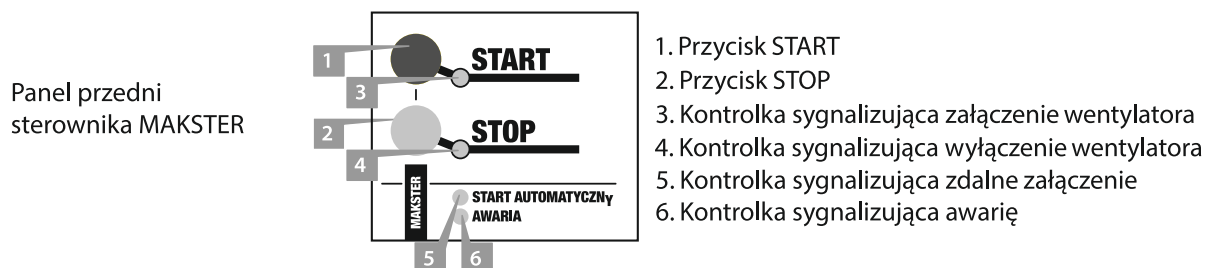 Panel przedni
sterownika MAKSTER
1
START
3
2
STOP
4
MAKSTER
START AUTOMATYCZNy
AWARIA
5
6
1. Przycisk START
2. Przycisk STOP
3. Kontrolka sygnalizująca załączenie wentylatora
4. Kontrolka sygnalizująca wyłączenie wentylatora
5. Kontrolka sygnalizująca zdalne załączenie
6. Kontrolka sygnalizująca awarię